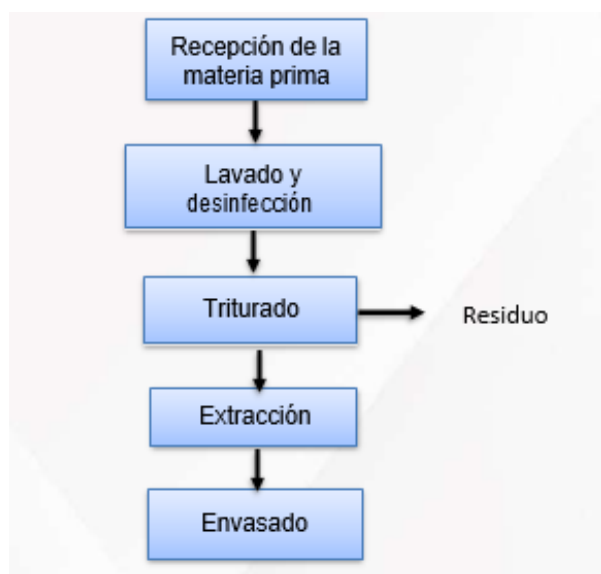 Recepción de la
materia prima
Lavado y
desinfección
Triturado
Residuo
Extracción
Envasado